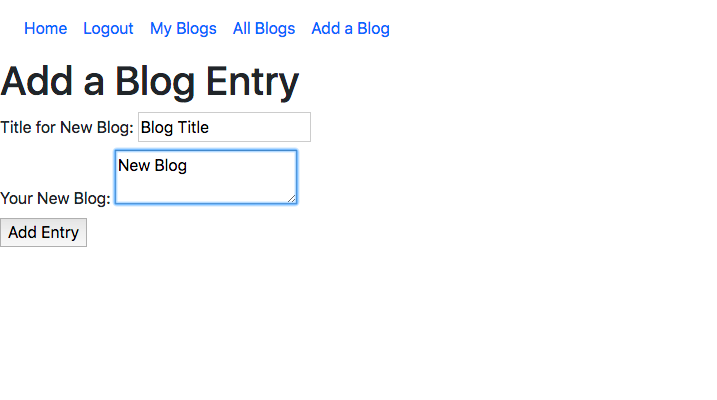 Home Logout My Blogs All Blogs Add a Blog
Add a Blog Entry
Title for New Blog: Blog Title
New Blog
Your New Blog:
Add Entry